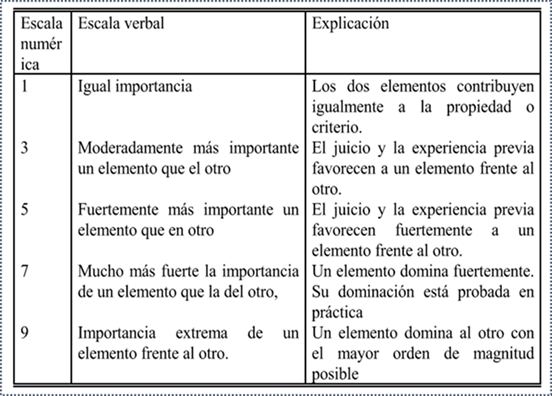 Escala numér ica
Escala verbal
Explicación
1
Igual importancia
Los dos elementos contribuyen
igualmente a la propiedad o
criterio.
3
Moderadamente más importante
un elemento que el otro
El juicio y la experiencia previa
favorecen a un elemento frente al
otro.
5
Fuertemente más importante un
elemento que en otro
El juicio y la experiencia previa
favorecen fuertemente a un
elemento frente al otro.
7
Mucho más fuerte la importancia
de un elemento que la del otro,
Un elemento domina fuertemente.
Su dominación está probada en
práctica
9
Importancia extrema de un
elemento frente al otro.
Un elemento domina al otro con
el mayor orden de magnitud
posible